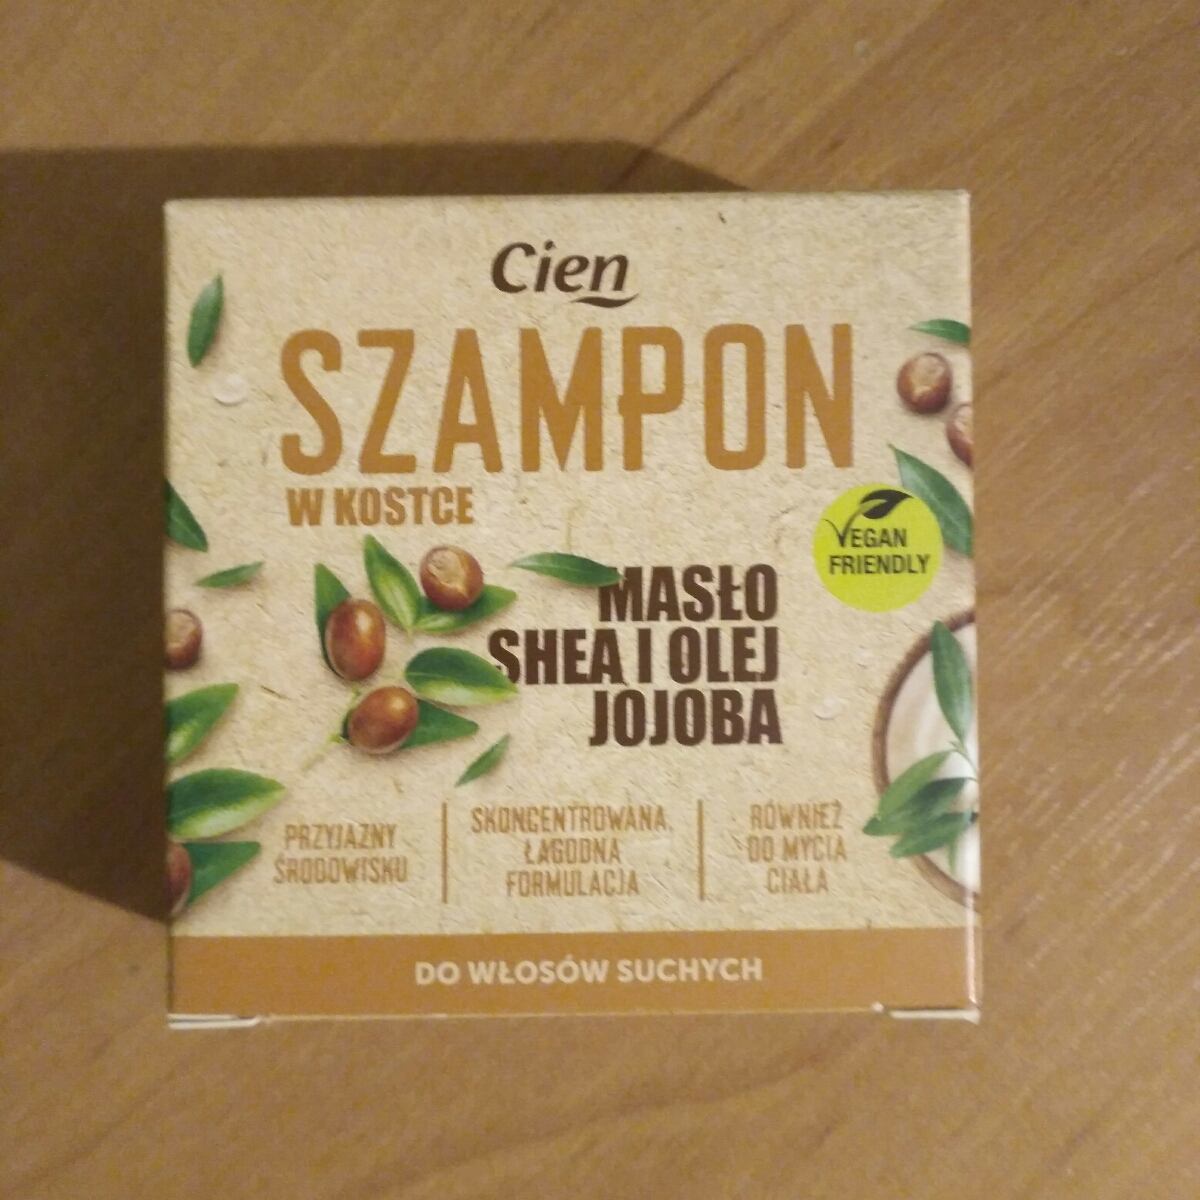 Cien
SZAMPON
W KOSTCE
VEGAN
FRIENDLY
MASŁO
SHEA I OLEJ
JOJOBA
PRZYJAZNY
ŚRODOWISKU
SKONCENTROWANA,
ŁAGODNA
FORMULACJA
RÓWNIEŻ
DO MYCIA
CIAŁA
DO WŁOSÓW SUCHYCH